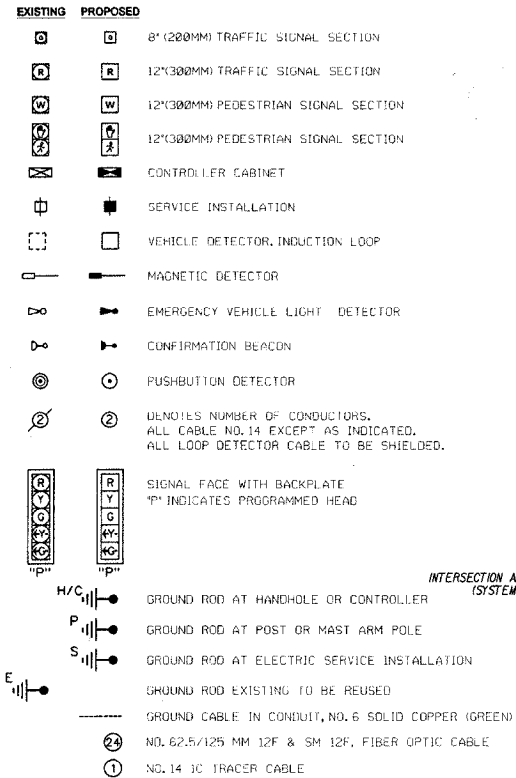 EXISTING PROPOSED
G G 8"(200MM) TRAFFIC SIGNAL SECTION
R R 12"(300MM) TRAFFIC SIGNAL SECTION
W W 12"(300MM) PEDESTRIAN SIGNAL SECTION
12"(300MM) PEDESTRIAN SIGNAL SECTION
CONTROLLER CABINET
SERVICE INSTALLATION
VEHICLE DETECTOR, INDUCTION LOOP
MAGNETIC DETECTOR
EMERGENCY VEHICLE LIGHT DETECTOR
CONFIRMATION BEACON
PUSHBUTTON DETECTOR
2 2 DENOTES NUMBER OF CONDUCTORS.
ALL CABLE NO. 14 EXCEPT AS INDICATED.
ALL LOOP DETECTOR CABLE TO BE SHIELDED.
R R SIGNAL FACE WITH BACKPLATE
Y Y "P" INDICATES PROGRAMMED HEAD
G G
Y Y
G G
"P" "P"
INTERSECTION A
(SYSTEM
H/C GROUND ROD AT HANDHOLE OR CONTROLLER
P GROUND ROD AT POST OR MAST ARM POLE
S GROUND ROD AT ELECTRIC SERVICE INSTALLATION
E GROUND ROD EXISTING TO BE REUSED
GROUND CABLE IN CONDUIT, NO. 6 SOLID COPPER (GREEN)
24 NO. 62.5/125 MM 12F & SM 12F, FIBER OPTIC CABLE
1 NO. 14 1C TRACER CABLE